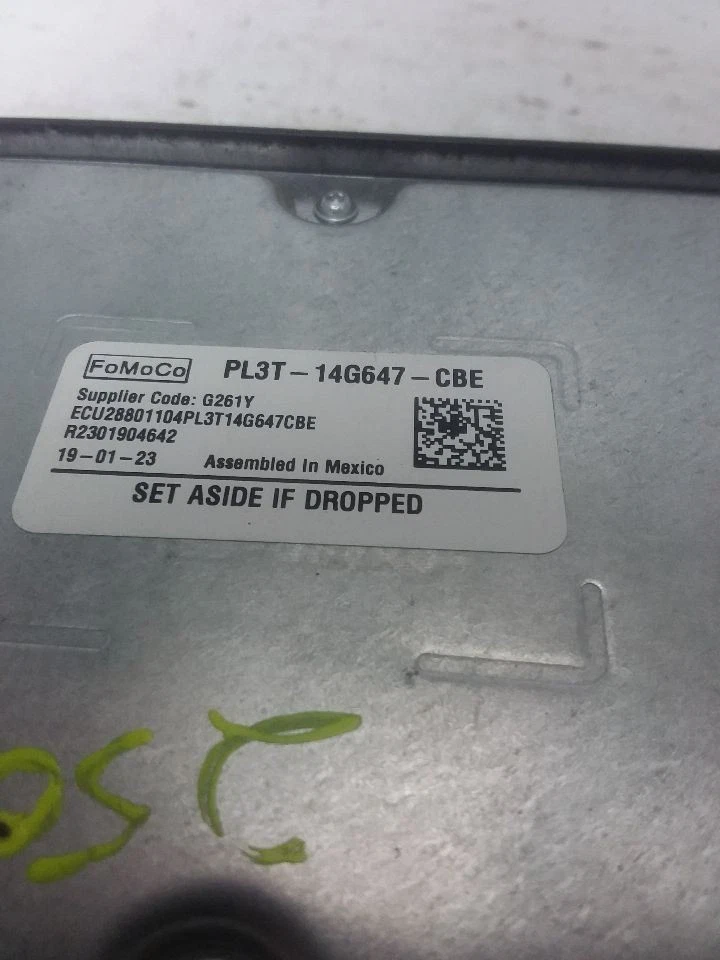 FoMoCo PL3T-14G647-CBE
Supplier Code: G261Y
ECU28801104PL3T14G647CBE
R2301904642
19-01-23 Assembled In Mexico
SET ASIDE IF DROPPED